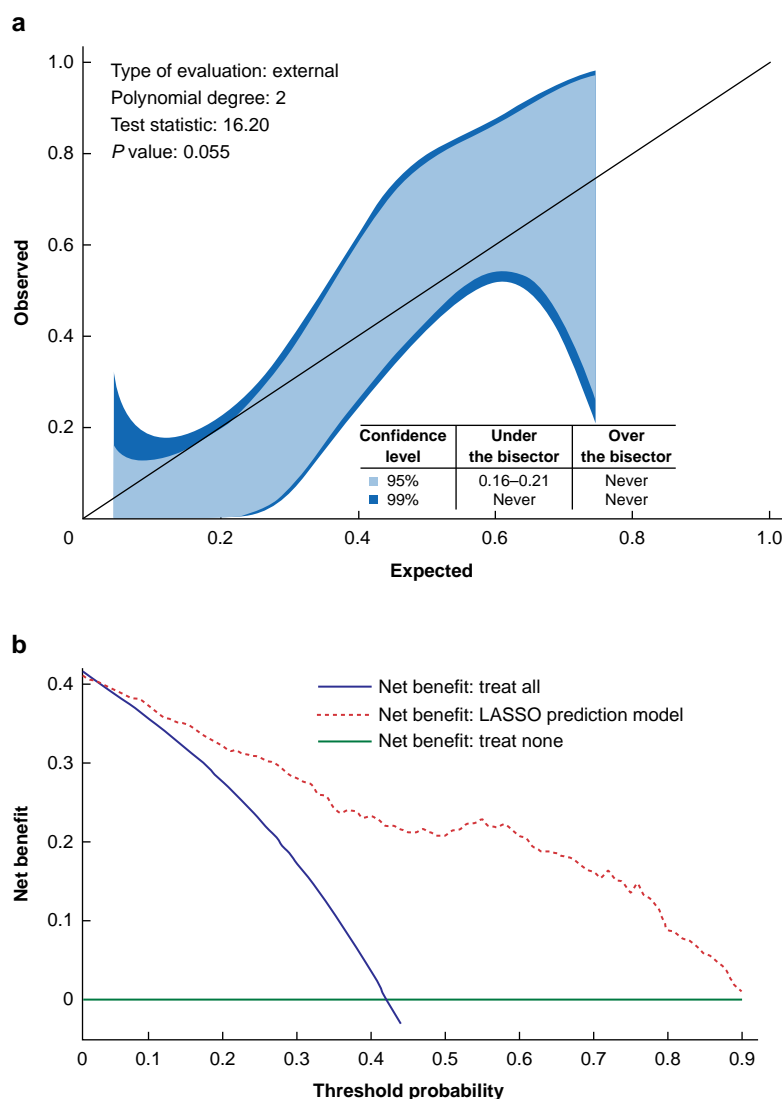 a
1.0
0.8
0.6
0.4
0.2
Observed
Type of evaluation: external
Polynomial degree: 2
Test statistic: 16.20
P value: 0.055
Confidence level Under the bisector Over the bisector
95% 0.16–0.21 Never
99% Never Never
0 0.2 0.4 0.6 0.8 1.0
Expected
b
0.4
0.3
0.2
0.1
0
Net benefit
Net benefit: treat all
Net benefit: LASSO prediction model
Net benefit: treat none
0 0.1 0.2 0.3 0.4 0.5 0.6 0.7 0.8 0.9
Threshold probability